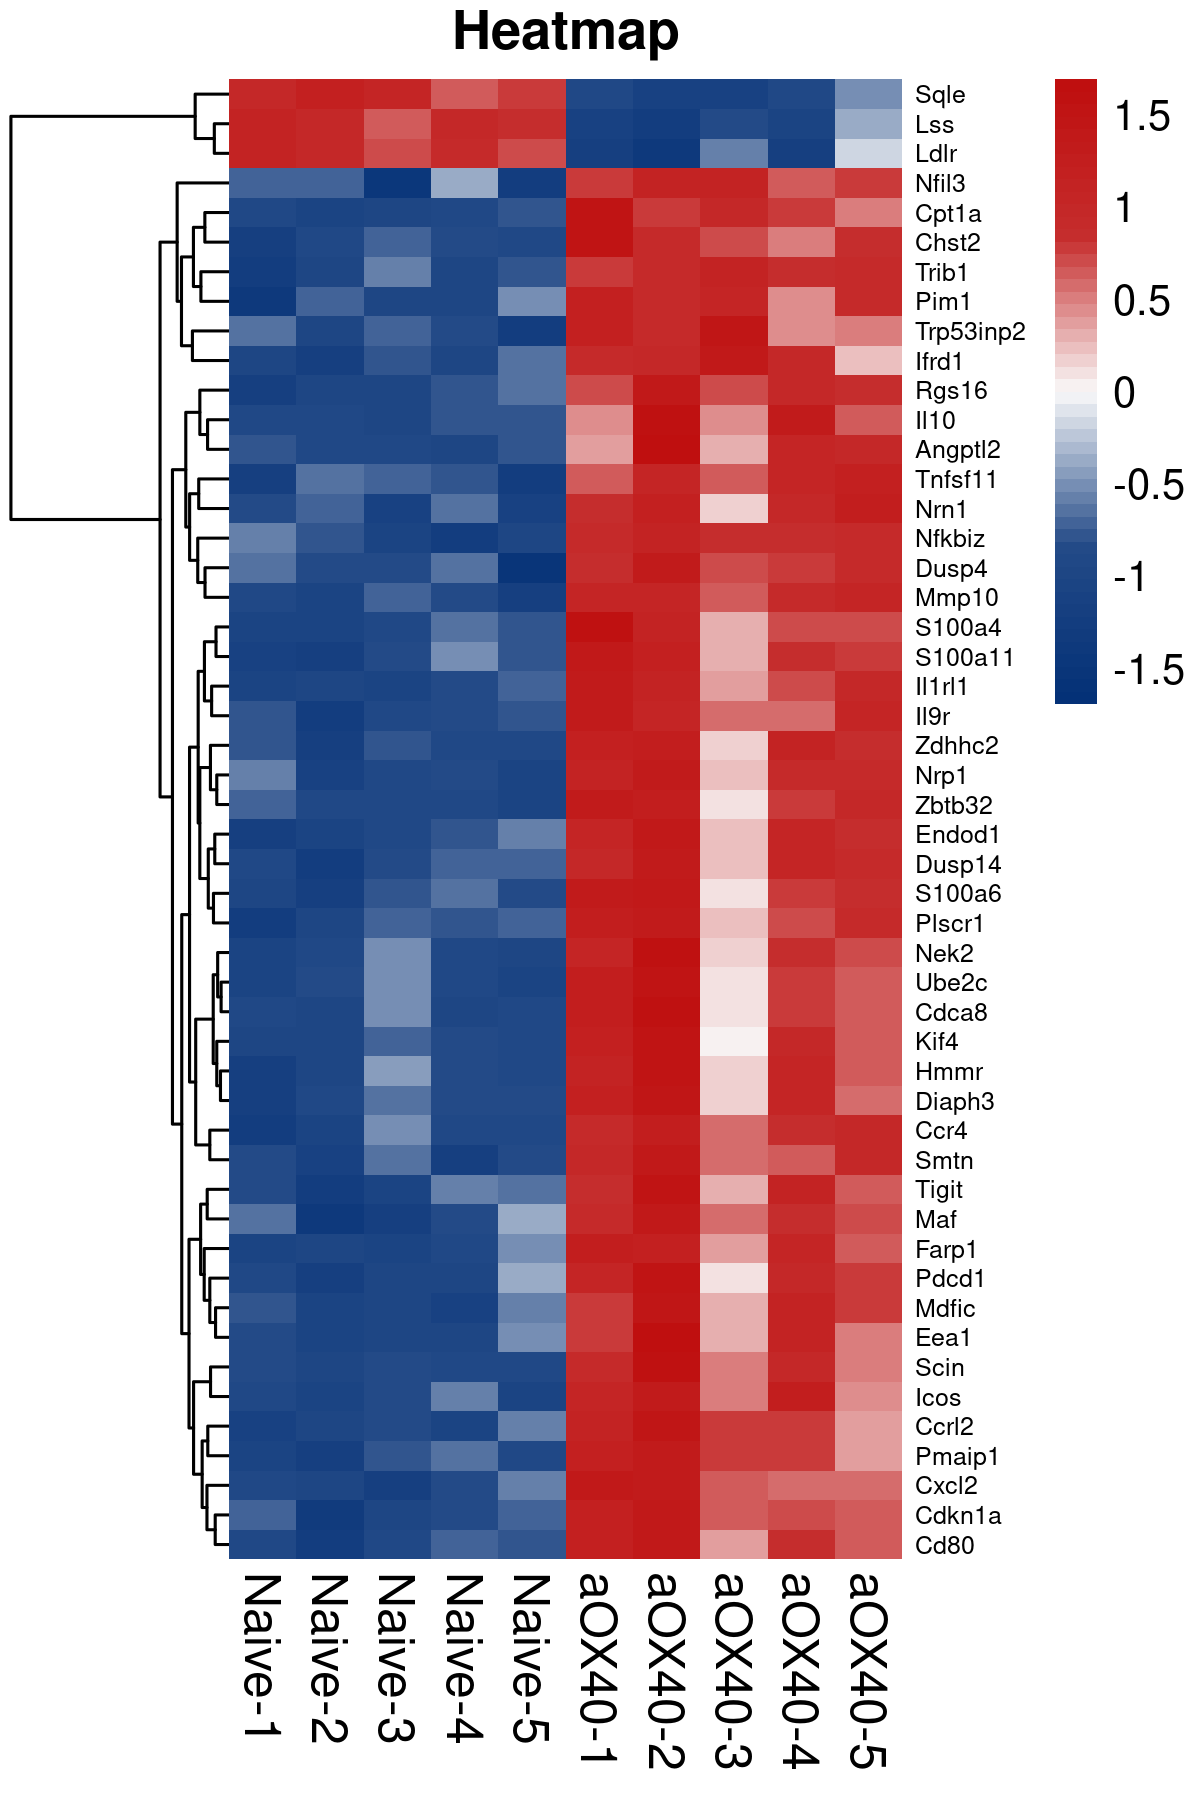 Heatmap
Sqle
Lss
Ldlr
Nfil3
Cpt1a
Chst2
Trib1
Pim1
Trp53inp2
Ifrd1
Rgs16
Il10
Angptl2
Tnfsf11
Nrn1
Nfkbiz
Dusp4
Mmp10
S100a4
S100a11
Il1rl1
Il9r
Zdhhc2
Nrp1
Zbtb32
Endod1
Dusp14
S100a6
Plscr1
Nek2
Ube2c
Cdca8
Kif4
Hmmr
Diaph3
Ccr4
Smtn
Tigit
Maf
Farp1
Pdcd1
Mdfic
Eea1
Scin
Icos
Ccrl2
Pmaip1
Cxcl2
Cdkn1a
Cd80
1.5
1
0.5
0
-0.5
-1
-1.5
Naive-1
Naive-2
Naive-3
Naive-4
Naive-5
aOX40-1
aOX40-2
aOX40-3
aOX40-4
aOX40-5